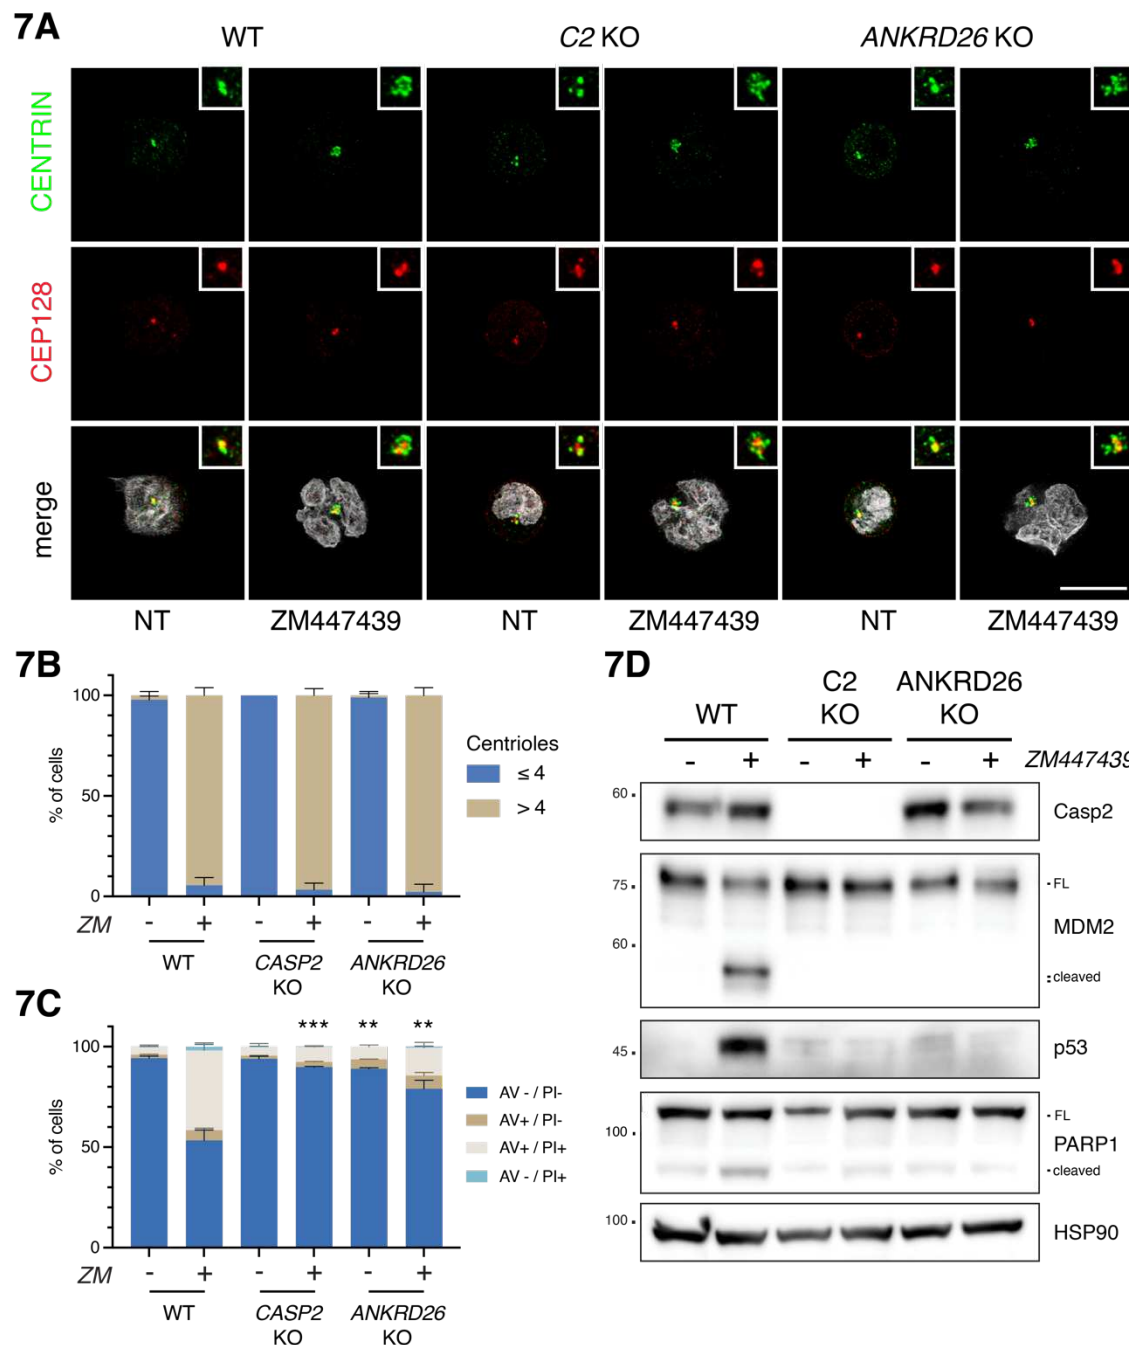 7A
WT
C2 KO
ANKRD26 KO
CENTRIN
CEP128
merge
NT
ZM447439
NT
ZM447439
NT
ZM447439
7B
% of cells
100
50
0
Centrioles
≤ 4
> 4
ZM - + - + - +
WT
CASP2
KO
ANKRD26
KO
7C
*** ** **
% of cells
100
50
0
AV - / PI-
AV+ / PI-
AV+ / PI+
AV - / PI+
ZM - + - + - +
WT
CASP2
KO
ANKRD26
KO
7D
WT
C2
KO
ANKRD26
KO
- + - + - + ZM447439
60
Casp2
75
FL
MDM2
60
cleaved
45
p53
FL
100
PARP1
cleaved
100
HSP90